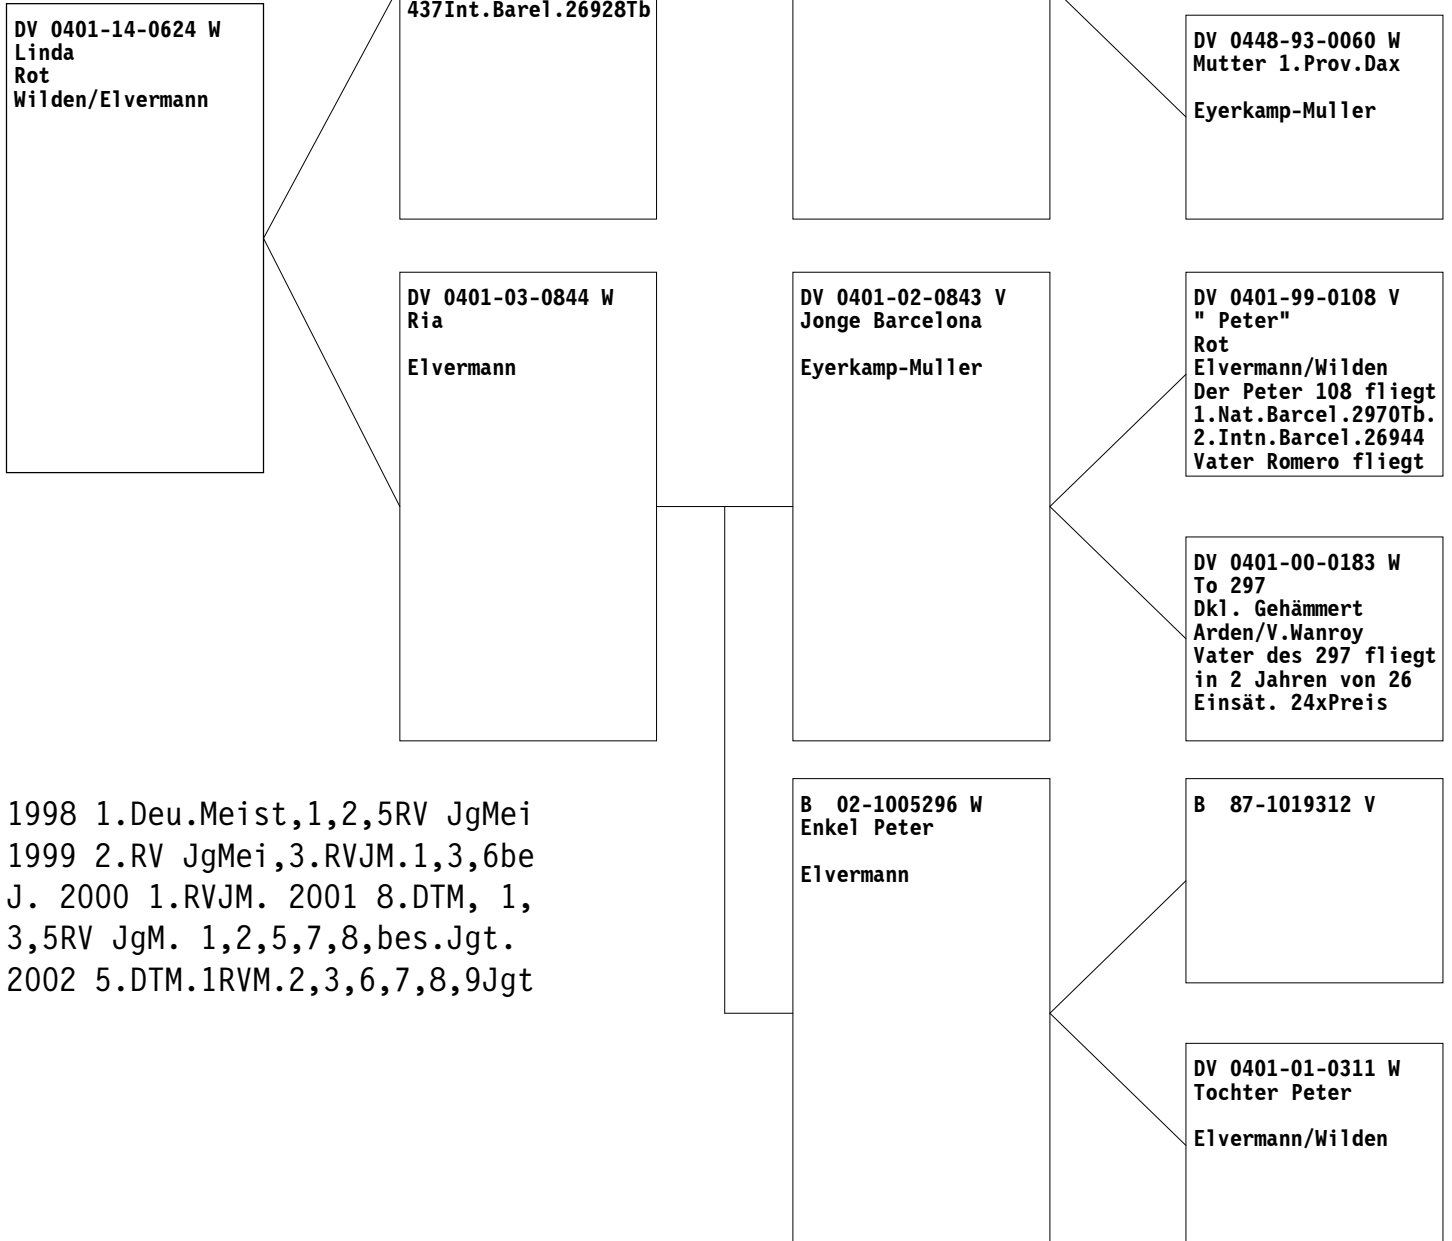 DV 0401-14-0624 W
Linda
Rot
Wilden/Elvermann
437Int.Barel.26928Tb
DV 0448-93-0060 W
Mutter 1.Prov.Dax
Eyerkamp-Muller
DV 0401-03-0844 W
Ria
Elvermann
DV 0401-02-0843 V
Jonge Barcelona
Eyerkamp-Muller
DV 0401-99-0108 V
" Peter"
Rot
Elvermann/Wilden
Der Peter 108 fliegt
1.Nat.Barcel.2970Tb.
2.Intn.Barcel.26944
Vater Romero fliegt
DV 0401-00-0183 W
To 297
Dkl. Gehämmert
Arden/V.Wanroy
Vater des 297 fliegt
in 2 Jahren von 26
Einsät. 24xPreis
1998 1.Deu.Meist,1,2,5RV JgMei
1999 2.RV JgMei,3.RVJM.1,3,6be
J. 2000 1.RVJM. 2001 8.DTM, 1,
3,5RV JgM. 1,2,5,7,8,bes.Jgt.
2002 5.DTM.1RVM.2,3,6,7,8,9Jgt
B  02-1005296 W
Enkel Peter
Elvermann
B  87-1019312 V
DV 0401-01-0311 W
Tochter Peter
Elvermann/Wilden